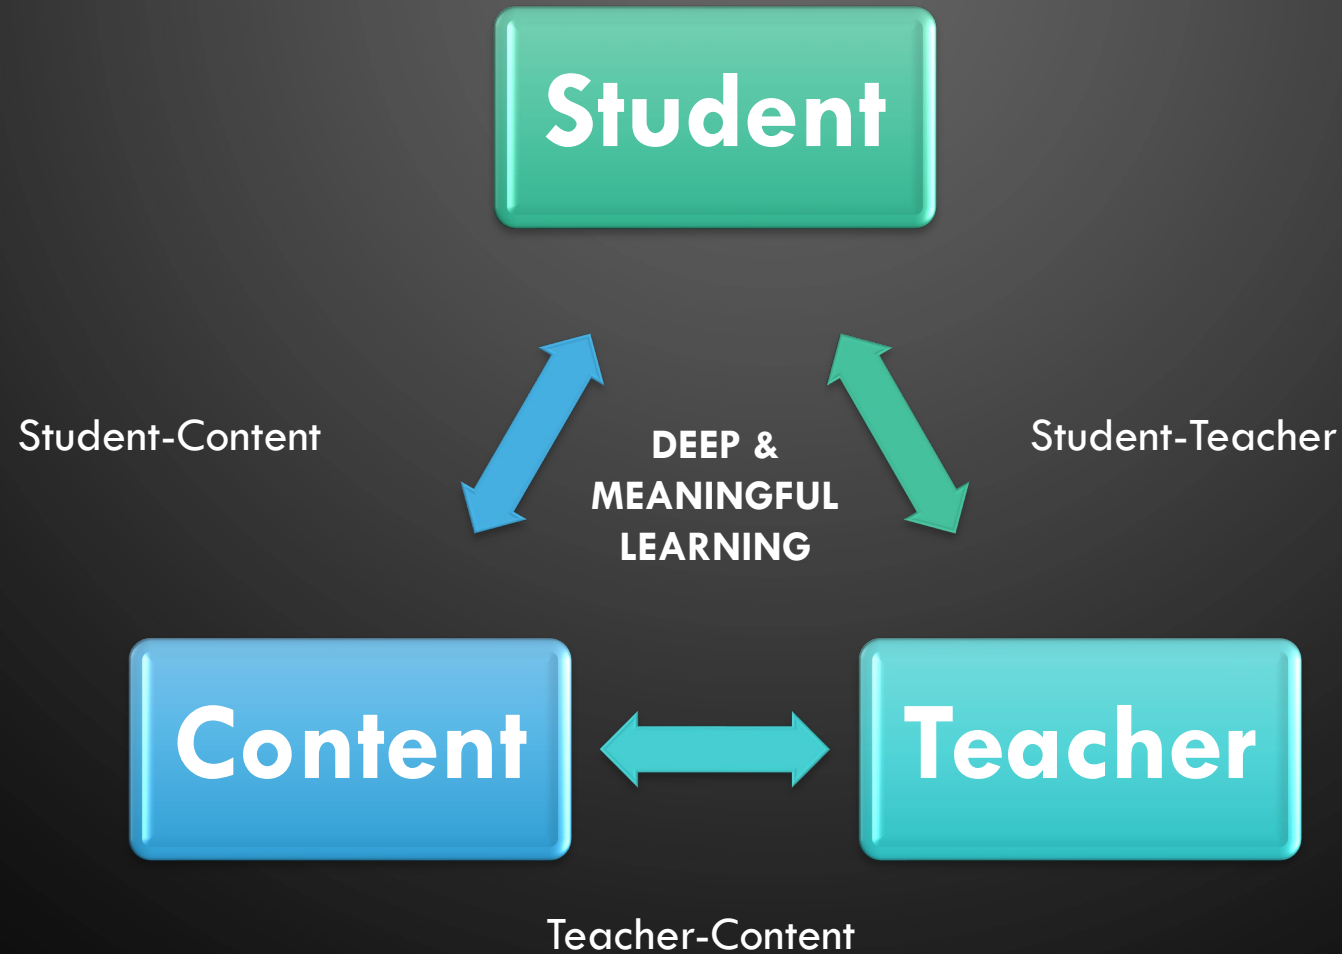 Student
Student-Content
DEEP &
MEANINGFUL
LEARNING
Student-Teacher
Content
Teacher
Teacher-Content